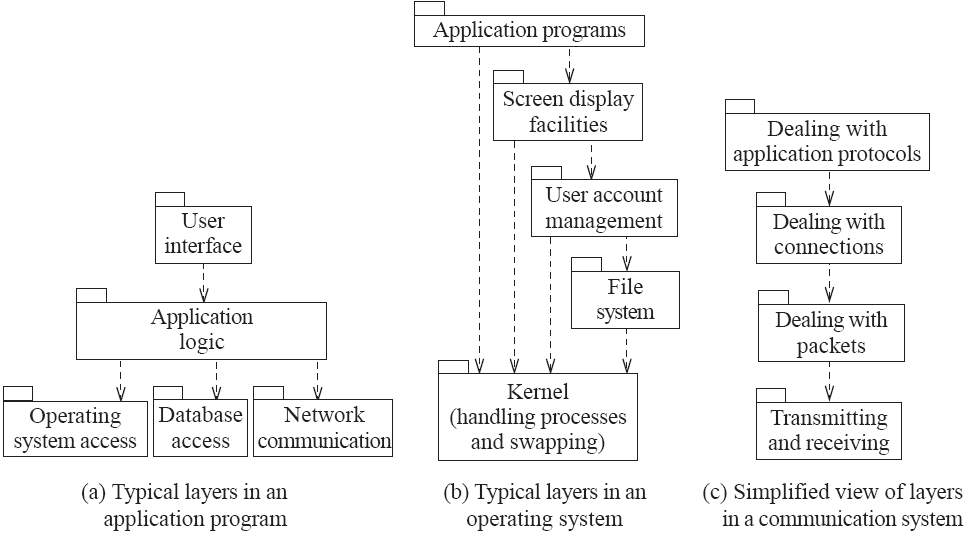 User
interface
Application
logic
Operating
system access
Database
access
Network
communication
(a) Typical layers in an
application program
Application programs
Screen display
facilities
User account
management
File
system
Kernel
(handling processes
and swapping)
(b) Typical layers in an
operating system
Dealing with
application protocols
Dealing with
connections
Dealing with
packets
Transmitting
and receiving
(c) Simplified view of layers
in a communication system